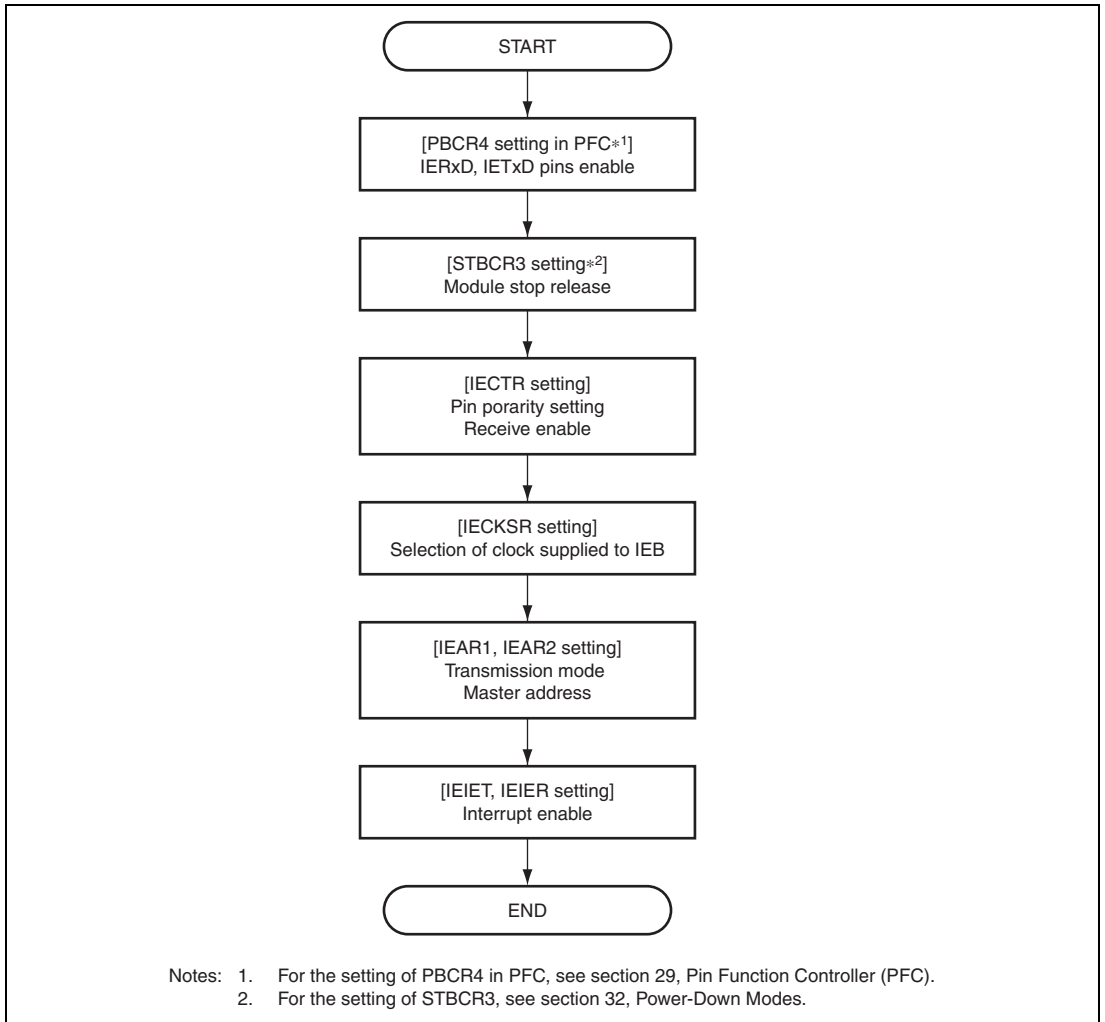 START
[PBCR4 setting in PFC*1]
IERxD, IETxD pins enable
[STBCR3 setting*2]
Module stop release
[IECTR setting]
Pin porarity setting
Receive enable
[IECKSR setting]
Selection of clock supplied to IEB
[IEAR1, IEAR2 setting]
Transmission mode
Master address
[IEIET, IEIER setting]
Interrupt enable
END
Notes: 1. For the setting of PBCR4 in PFC, see section 29, Pin Function Controller (PFC).
2. For the setting of STBCR3, see section 32, Power-Down Modes.